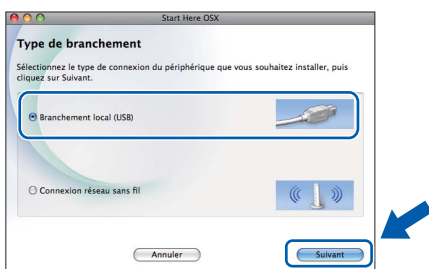 Start Here OSX
Type de branchement
Sélectionnez le type de connexion du périphérique que vous souhaitez installer, puis
cliquez sur Suivant.
Branchement local (USB)
Connexion réseau sans fil
Annuler
Suivant